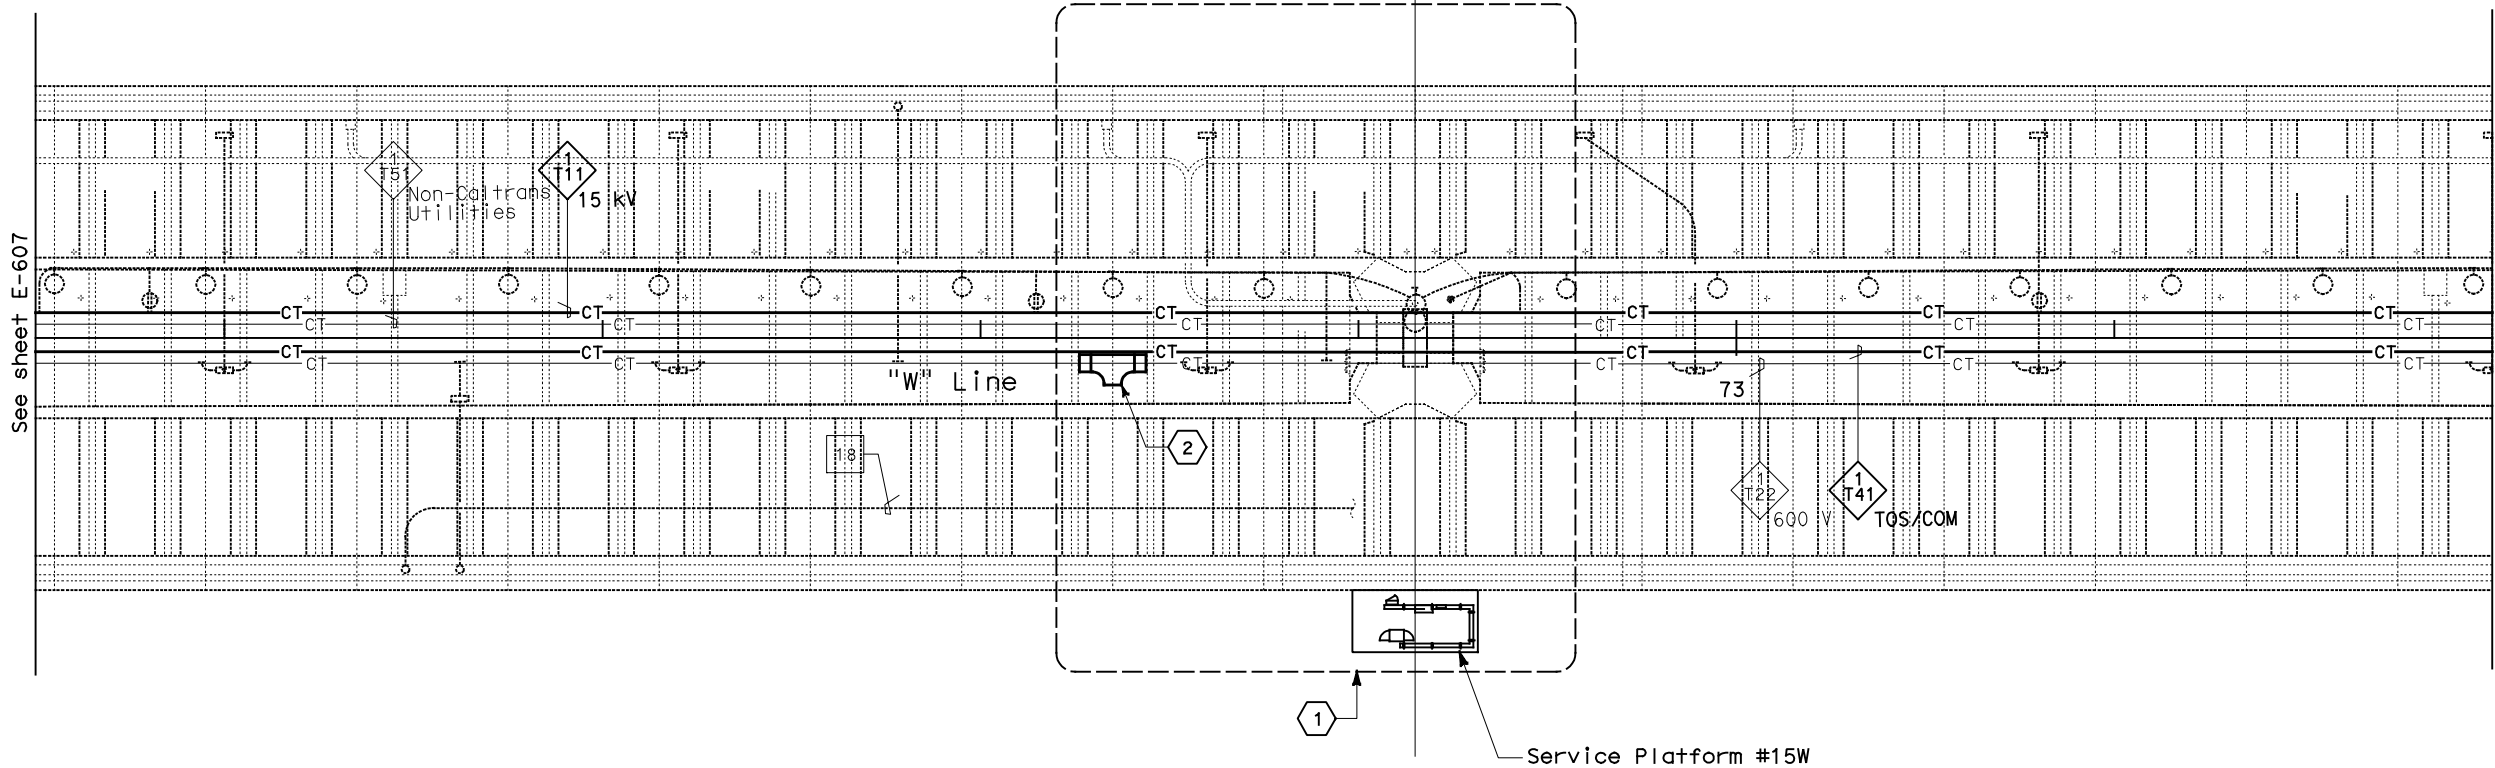 See sheet E-607
1
T51
Non-Caltrans
Utilities
1
T11
15 kV
CT CT CT CT CT CT
CT CT CT CT CT CT
CT CT CT CT CT CT
CT CT CT CT CT CT
"W" Line
73
18
2
1
T22
600 V
1
T41
TOS/COM
1
Service Platform #15W